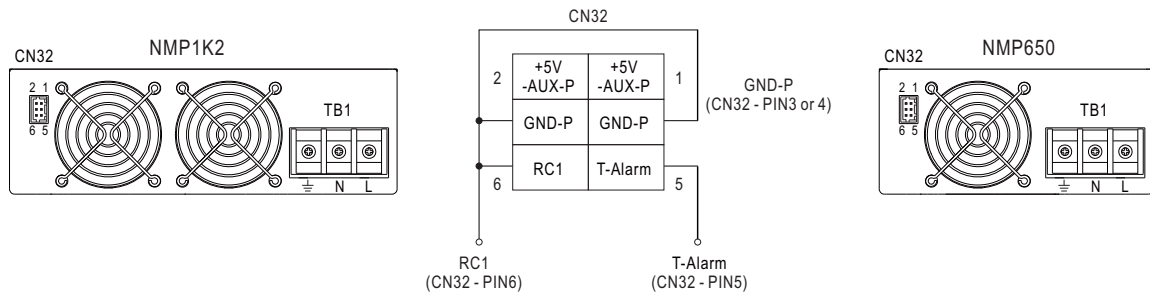 NMP1K2
CN32
2 1
6 5
TB1
N L
CN32
2
+5V
-AUX-P
+5V
-AUX-P
1
GND-P
GND-P
RC1
T-Alarm
6
5
GND-P
(CN32 - PIN3 or 4)
RC1
(CN32 - PIN6)
T-Alarm
(CN32 - PIN5)
NMP650
CN32
2 1
6 5
TB1
N L